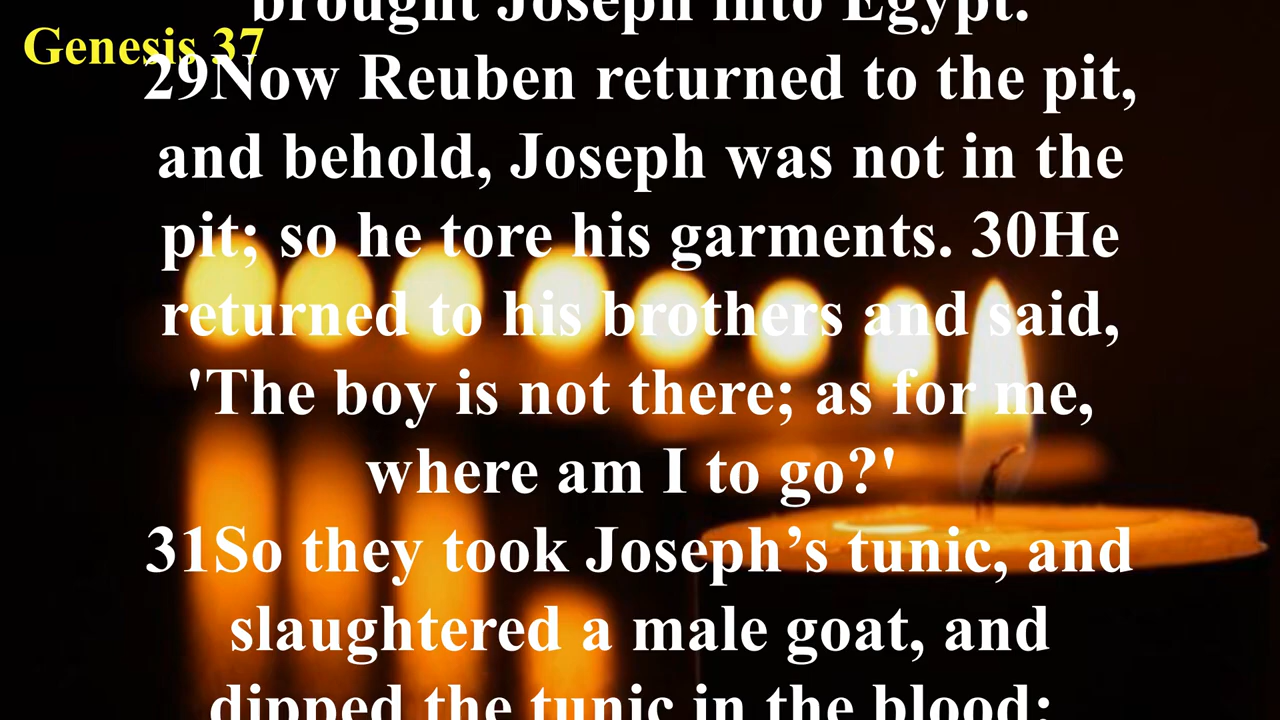 brought Joseph into Egypt.
Genesis 37
29Now Reuben returned to the pit,
and behold, Joseph was not in the
pit; so he tore his garments. 30He
returned to his brothers and said,
'The boy is not there; as for me,
where am I to go?'
31So they took Joseph’s tunic, and
slaughtered a male goat, and
dipped the tunic in the blood;